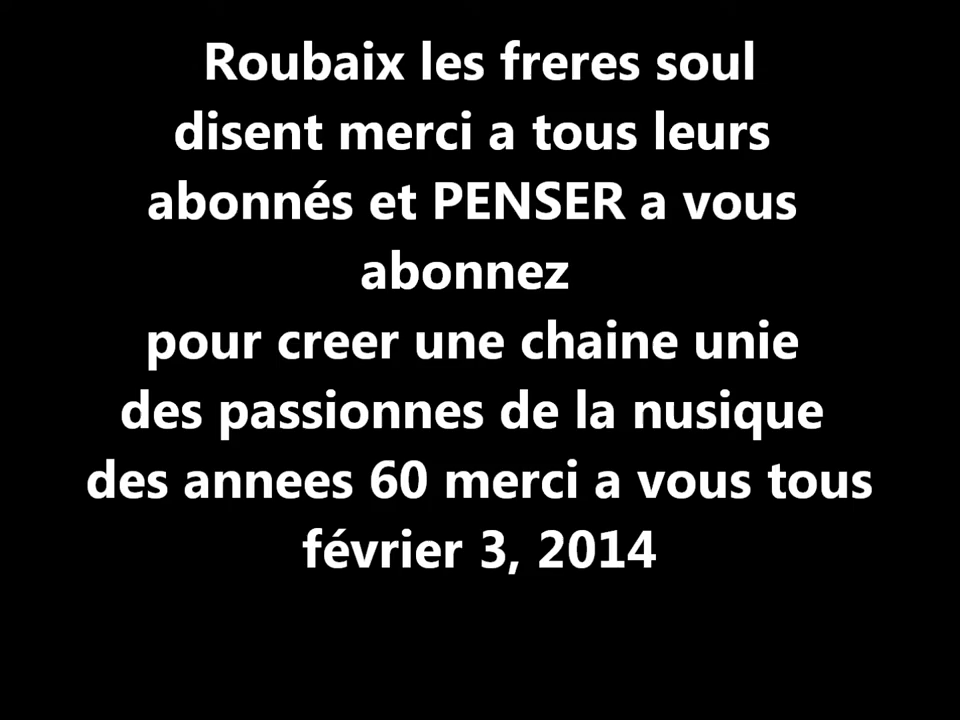 Roubaix les freres soul
disent merci a tous leurs
abonnés et PENSER a vous
abonnez
pour creer une chaine unie
des passionnes de la nusique
des annees 60 merci a vous tous
février 3, 2014